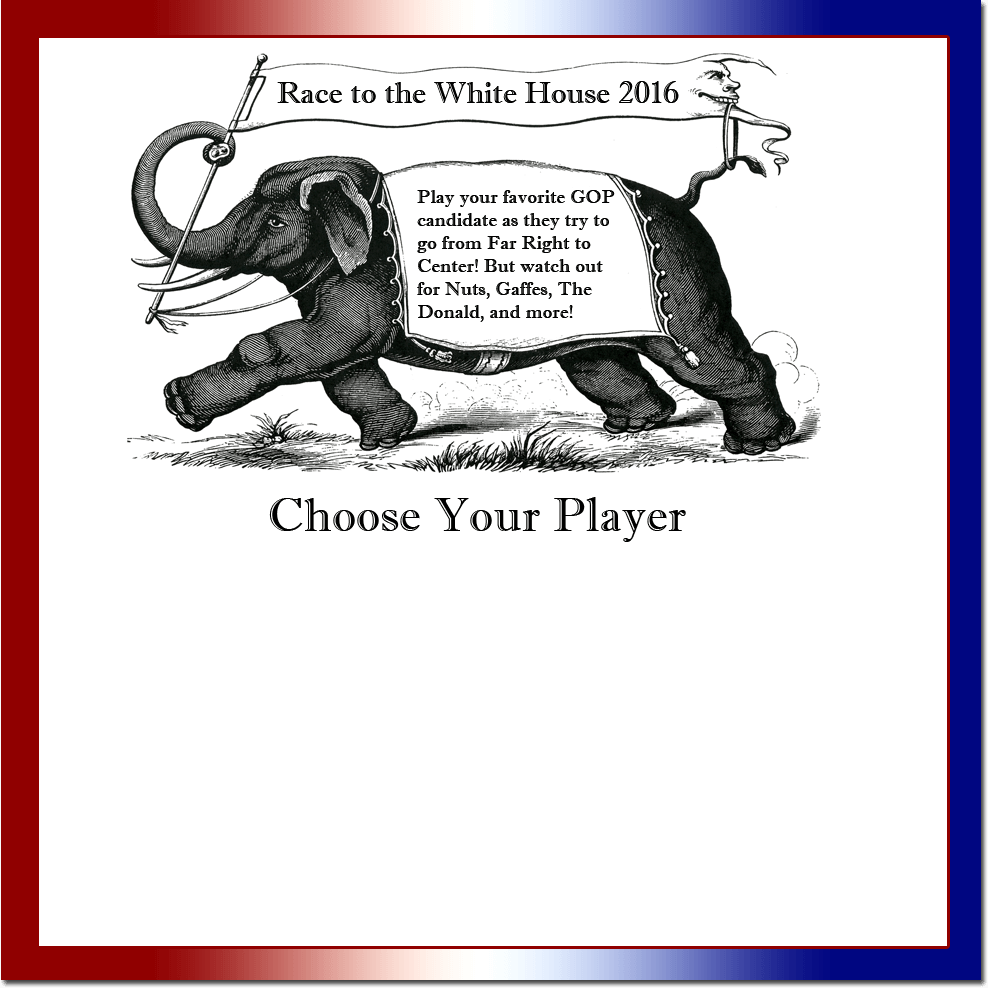 Race to the White House 2016
Play your favorite GOP
candidate as they try to
go from Far Right to
Center! But watch out
for Nuts, Gaffes, The
Donald, and more!
Choose Your Player